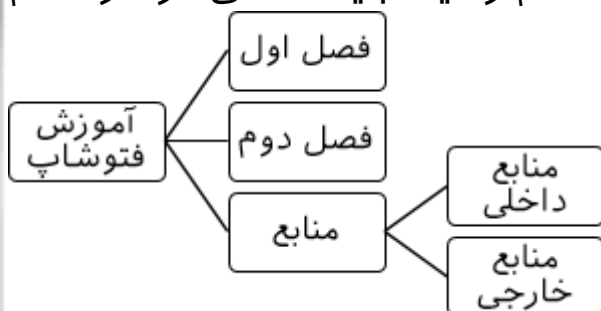 فصل اول
آموزش
فتوشاپ
فصل دوم
منابع
منابع
داخلی
منابع
خارجی